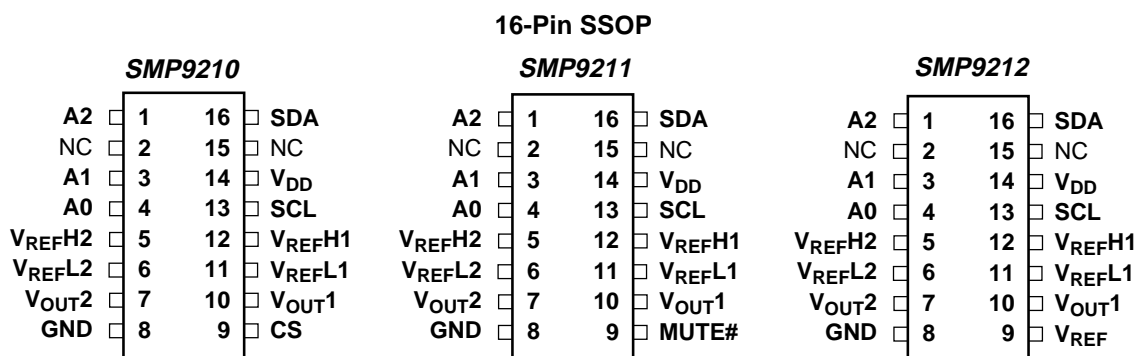 16-Pin SSOP
SMP9210
A2 1 16 SDA
NC 2 15 NC
A1 3 14 VDD
A0 4 13 SCL
VREFH2 5 12 VREFH1
VREFL2 6 11 VREFL1
VOUT2 7 10 VOUT1
GND 8 9 CS
SMP9211
A2 1 16 SDA
NC 2 15 NC
A1 3 14 VDD
A0 4 13 SCL
VREFH2 5 12 VREFH1
VREFL2 6 11 VREFL1
VOUT2 7 10 VOUT1
GND 8 9 MUTE#
SMP9212
A2 1 16 SDA
NC 2 15 NC
A1 3 14 VDD
A0 4 13 SCL
VREFH2 5 12 VREFH1
VREFL2 6 11 VREFL1
VOUT2 7 10 VOUT1
GND 8 9 VREF